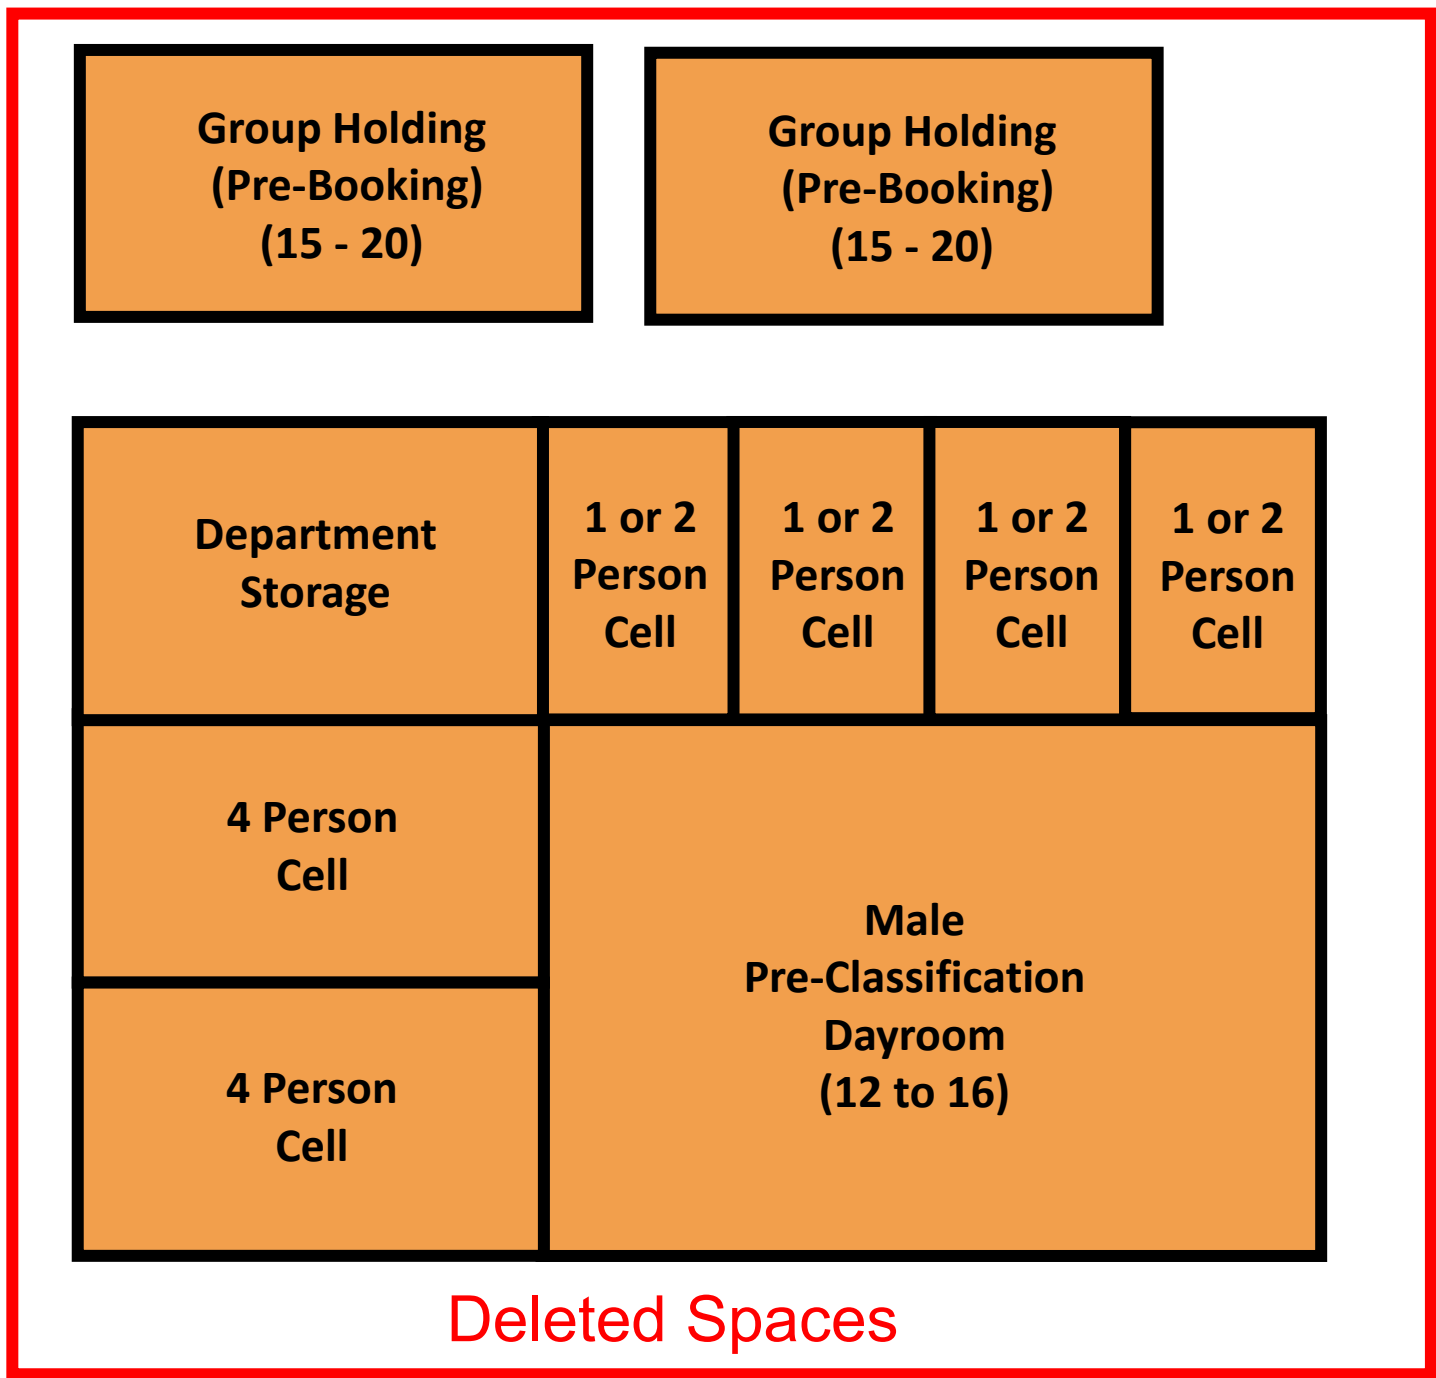 Group Holding
(Pre-Booking)
(15 - 20)
Group Holding
(Pre-Booking)
(15 - 20)
Department
Storage
1 or 2
Person
Cell
1 or 2
Person
Cell
1 or 2
Person
Cell
1 or 2
Person
Cell
4 Person
Cell
Male
Pre-Classification
Dayroom
(12 to 16)
4 Person
Cell
Deleted Spaces